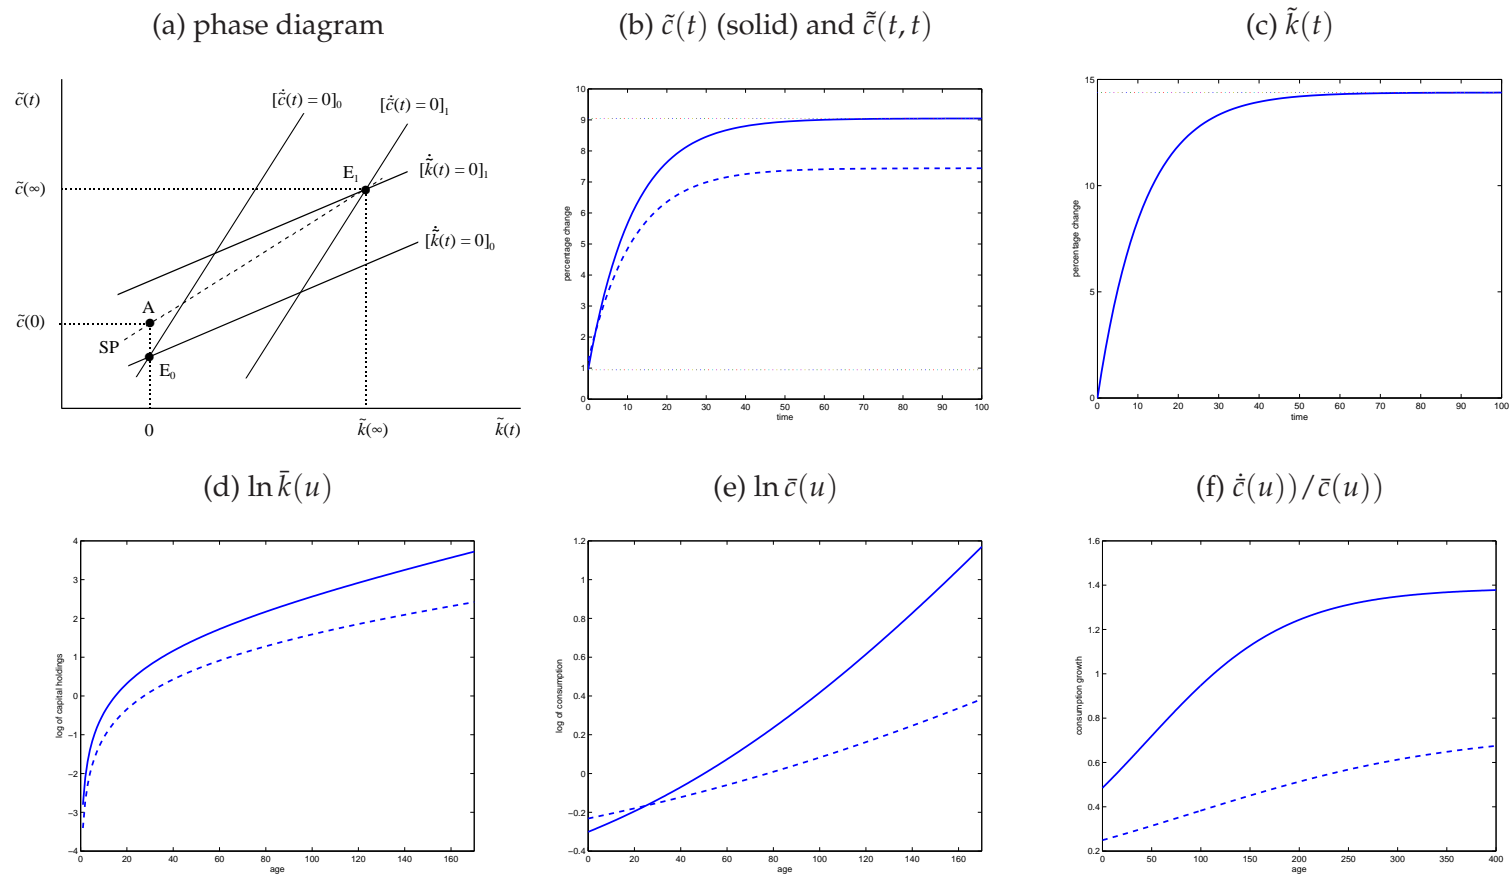 (a) phase diagram
c̃(t)
[ċ̃(t) = 0]₀
[ċ̃(t) = 0]₁
[k̃̇(t) = 0]₁
E₁
c̃(∞)
[k̃̇(t) = 0]₀
A
c̃(0)
SP
E₀
0
k̃(∞)
k̃(t)
(b) c̃(t) (solid) and c̄̃(t, t)
percentage change
10
9
8
7
6
5
4
3
2
1
0
0 10 20 30 40 50 60 70 80 90 100
time
(c) k̃(t)
percentage change
15
10
5
0
0 10 20 30 40 50 60 70 80 90 100
time
(d) ln k̄(u)
log of capital holdings
4
3
2
1
0
−1
−2
−3
−4
0 20 40 60 80 100 120 140 160
age
(e) ln c̄(u)
log of consumption
1.2
1
0.8
0.6
0.4
0.2
0
−0.2
−0.4
0 20 40 60 80 100 120 140 160
age
(f) c̄̇(u))/c̄(u))
consumption growth
1.6
1.4
1.2
1
0.8
0.6
0.4
0.2
0 50 100 150 200 250 300 350 400
age